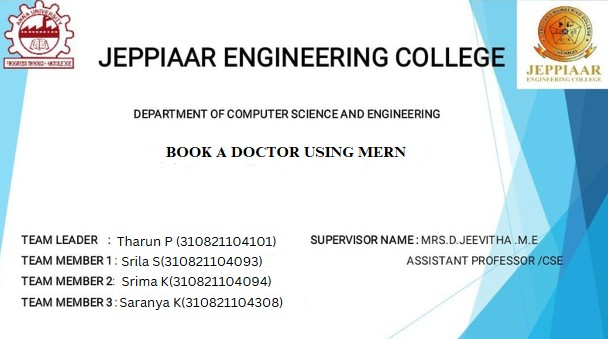 ANNA UNIVERSITY
PROGRESS THROUGH KNOWLEDGE
JEPPIAAR ENGINEERING COLLEGE
JEPPIAAR
ENGINEERING COLLEGE
DEPARTMENT OF COMPUTER SCIENCE AND ENGINEERING
BOOK A DOCTOR USING MERN
TEAM LEADER : Tharun P (310821104101)
TEAM MEMBER 1 : Srila S(310821104093)
TEAM MEMBER 2: Srima K(310821104094)
TEAM MEMBER 3 : Saranya K(310821104308)
SUPERVISOR NAME : MRS.D.JEEVITHA .M.E
ASSISTANT PROFESSOR /CSE